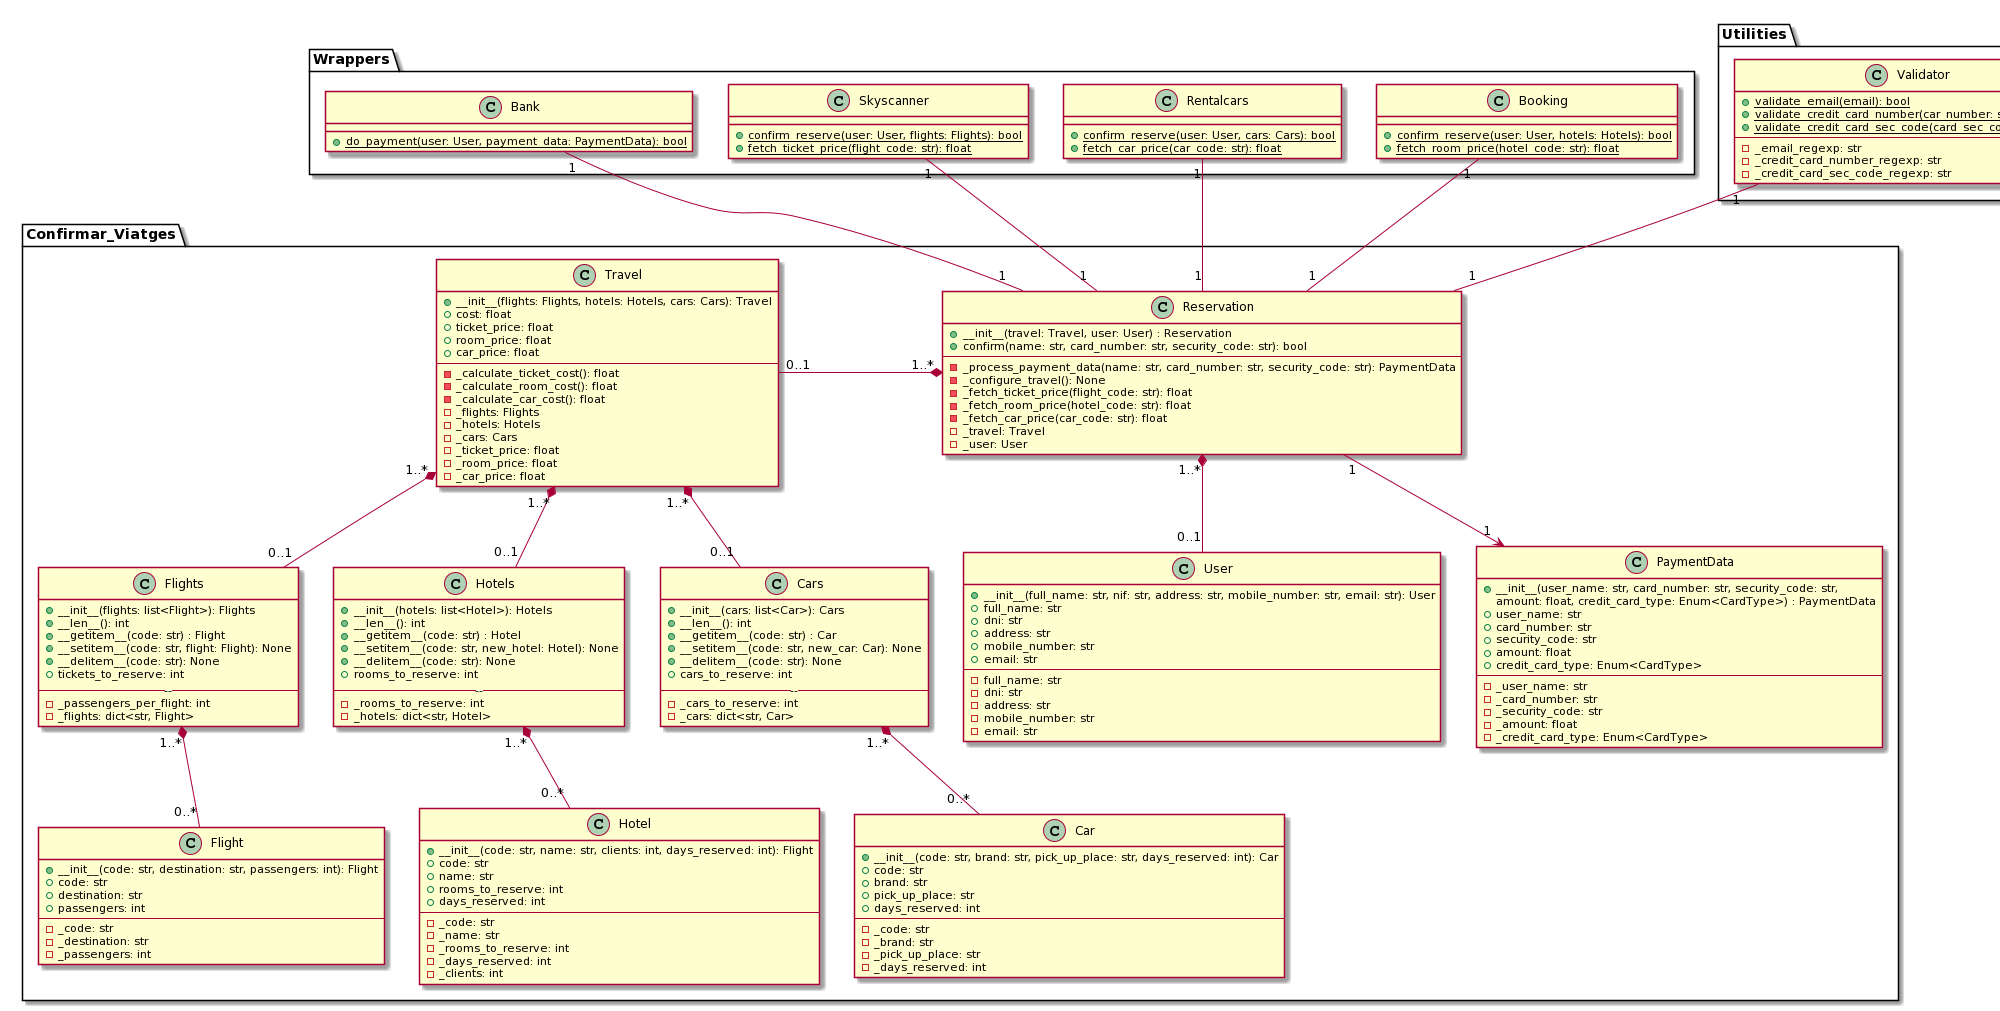 Wrappers
C Bank
do_payment(user: User, payment_data: PaymentData): bool
C Skyscanner
confirm_reserve(user: User, flights: Flights): bool
fetch_ticket_price(flight_code: str): float
C Rentalcars
confirm_reserve(user: User, cars: Cars): bool
fetch_car_price(car_code: str): float
C Booking
confirm_reserve(user: User, hotels: Hotels): bool
fetch_room_price(hotel_code: str): float
Utilities
C Validator
validate_email(email): bool
validate_credit_card_number(car_number:
validate_credit_card_sec_code(card_sec_co
_email_regexp: str
_credit_card_number_regexp: str
_credit_card_sec_code_regexp: str
1
1
1
1
1
Confirmar_Viatges
1
1
1
1
1
C Travel
__init__(flights: Flights, hotels: Hotels, cars: Cars): Travel
cost: float
ticket_price: float
room_price: float
car_price: float
_calculate_ticket_cost(): float
_calculate_room_cost(): float
_calculate_car_cost(): float
_flights: Flights
_hotels: Hotels
_cars: Cars
_ticket_price: float
_room_price: float
_car_price: float
0..1
1..*
C Reservation
__init__(travel: Travel, user: User) : Reservation
confirm(name: str, card_number: str, security_code: str): bool
_process_payment_data(name: str, card_number: str, security_code: str): PaymentData
_configure_travel(): None
_fetch_ticket_price(flight_code: str): float
_fetch_room_price(hotel_code: str): float
_fetch_car_price(car_code: str): float
_travel: Travel
_user: User
1..*
1..*
1..*
1..*
1
0..1
0..1
0..1
0..1
1
C Flights
__init__(flights: list<Flight>): Flights
__len__(): int
__getitem__(code: str) : Flight
__setitem__(code: str, flight: Flight): None
__delitem__(code: str): None
tickets_to_reserve: int
--
_passengers_per_flight: int
_flights: dict<str, Flight>
C Hotels
__init__(hotels: list<Hotel>): Hotels
__len__(): int
__getitem__(code: str) : Hotel
__setitem__(code: str, new_hotel: Hotel): None
__delitem__(code: str): None
rooms_to_reserve: int
--
_rooms_to_reserve: int
_hotels: dict<str, Hotel>
C Cars
__init__(cars: list<Car>): Cars
__len__(): int
__getitem__(code: str) : Car
__setitem__(code: str, new_car: Car): None
__delitem__(code: str): None
cars_to_reserve: int
--
_cars_to_reserve: int
_cars: dict<str, Car>
C User
__init__(full_name: str, nif: str, address: str, mobile_number: str, email: str): User
full_name: str
dni: str
address: str
mobile_number: str
email: str
full_name: str
dni: str
address: str
mobile_number: str
email: str
C PaymentData
__init__(user_name: str, card_number: str, security_code: str,
amount: float, credit_card_type: Enum<CardType>) : PaymentData
user_name: str
card_number: str
security_code: str
amount: float
credit_card_type: Enum<CardType>
_user_name: str
_card_number: str
_security_code: str
_amount: float
_credit_card_type: Enum<CardType>
1..*
1..*
1..*
0..*
0..*
0..*
C Flight
__init__(code: str, destination: str, passengers: int): Flight
code: str
destination: str
passengers: int
_code: str
_destination: str
_passengers: int
C Hotel
__init__(code: str, name: str, clients: int, days_reserved: int): Flight
code: str
name: str
rooms_to_reserve: int
days_reserved: int
_code: str
_name: str
_rooms_to_reserve: int
_days_reserved: int
_clients: int
C Car
__init__(code: str, brand: str, pick_up_place: str, days_reserved: int): Car
code: str
brand: str
pick_up_place: str
days_reserved: int
_code: str
_brand: str
_pick_up_place: str
_days_reserved: int